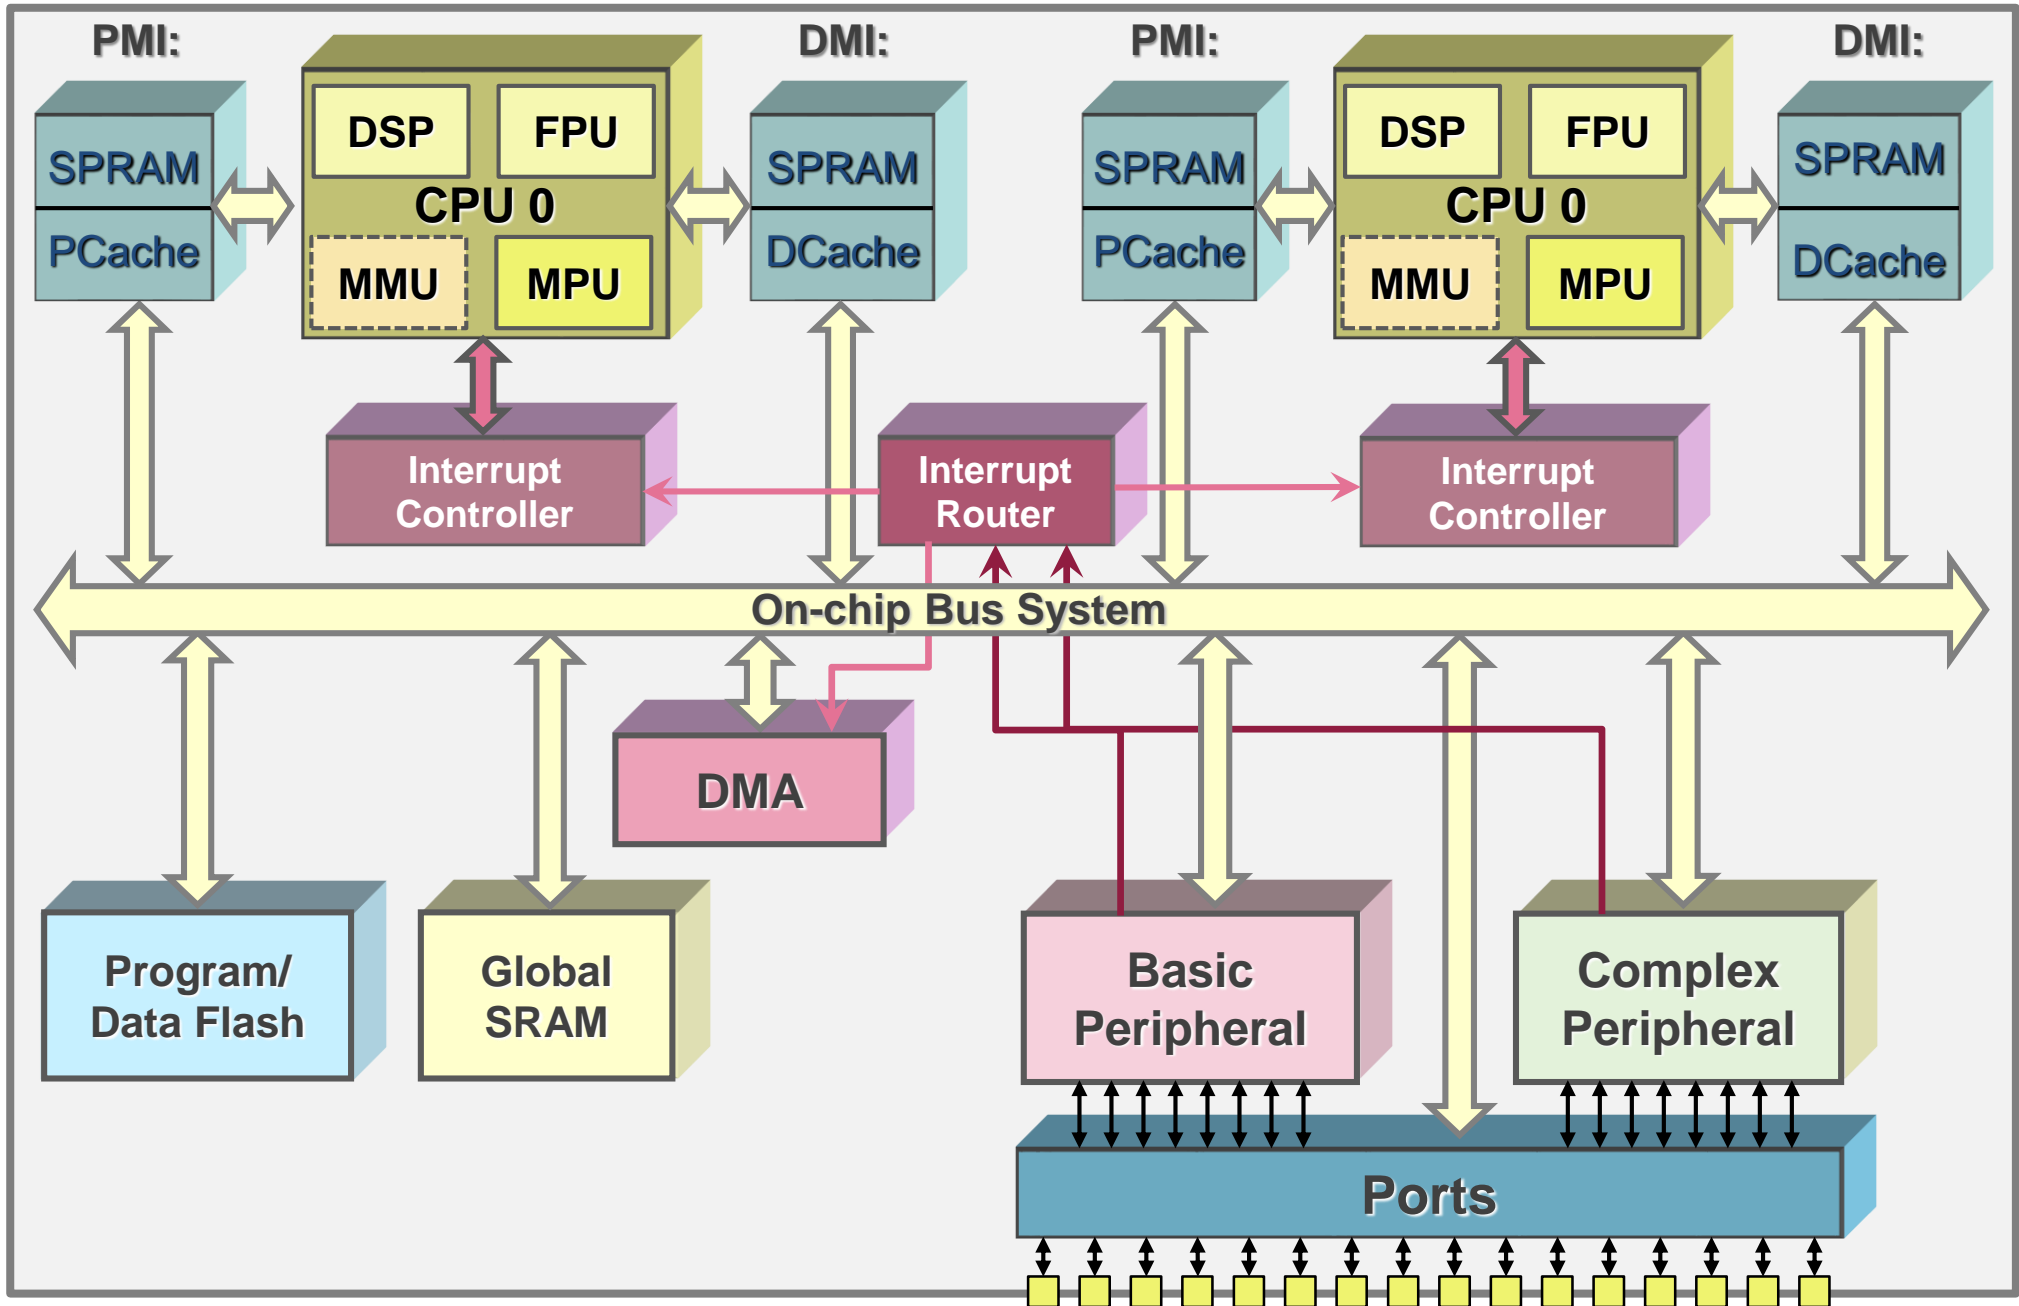 PMI:
DMI:
PMI:
DMI:
DSP
FPU
SPRAM
CPU 0
SPRAM
PCache
MMU
MPU
DCache
SPRAM
DSP
FPU
SPRAM
CPU 0
PCache
MMU
MPU
DCache
Interrupt
Controller
Interrupt
Router
Interrupt
Controller
On-chip Bus System
DMA
Program/
Data Flash
Global
SRAM
Basic
Peripheral
Complex
Peripheral
Ports